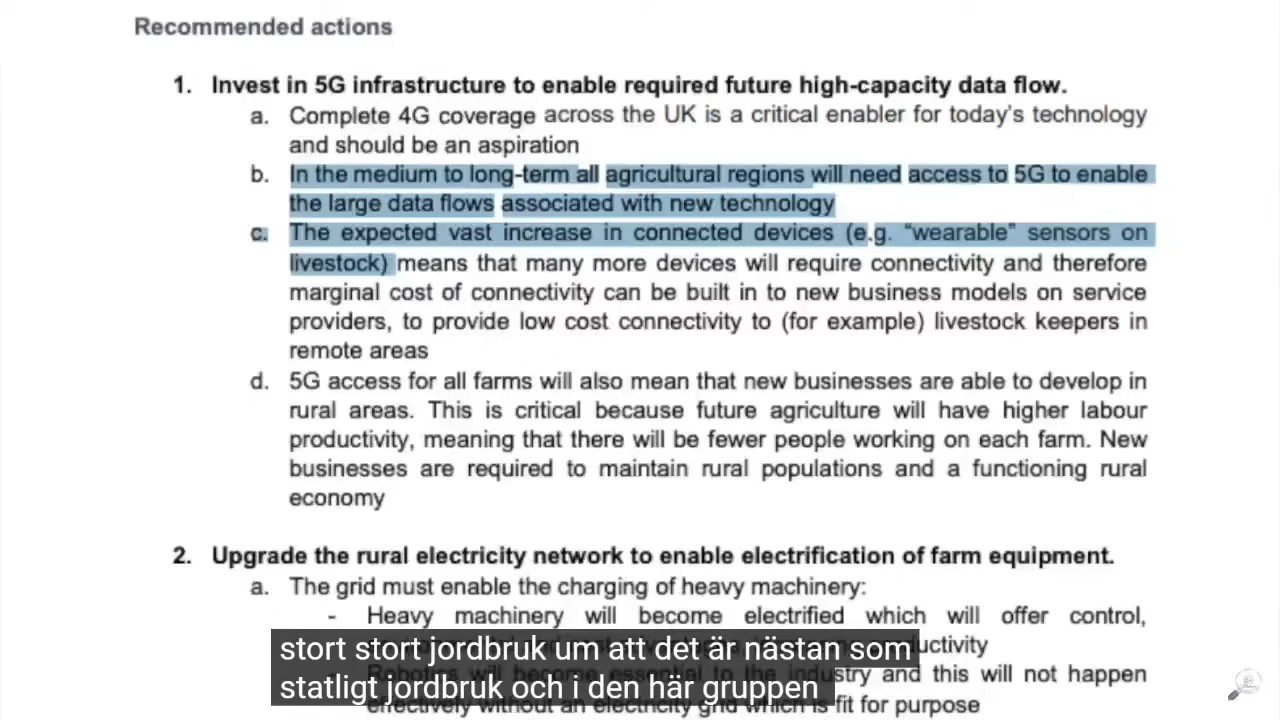 Recommended actions
1. Invest in 5G infrastructure to enable required future high-capacity data flow.
a. Complete 4G coverage across the UK is a critical enabler for today's technology
and should be an aspiration
b. In the medium to long-term all agricultural regions will need access to 5G to enable
the large data flows associated with new technology
c. The expected vast increase in connected devices (e.g. "wearable" sensors on
livestock) means that many more devices will require connectivity and therefore
marginal cost of connectivity can be built in to new business models on service
providers, to provide low cost connectivity to (for example) livestock keepers in
remote areas
d. 5G access for all farms will also mean that new businesses are able to develop in
rural areas. This is critical because future agriculture will have higher labour
productivity, meaning that there will be fewer people working on each farm. New
businesses are required to maintain rural populations and a functioning rural
economy
2. Upgrade the rural electricity network to enable electrification of farm equipment.
a. The grid must enable the charging of heavy machinery:
- Heavy machinery will become electrified which will offer control,
stort stort jordbruk um att det är nästan som
statligt jordbruk och i den här gruppen
industry and this will not happen
effectively without an electricity grid which is fit for purpose